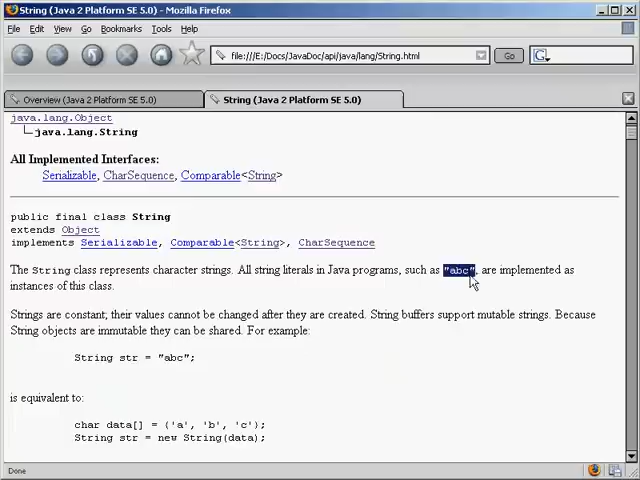 String (Java 2 Platform SE 5.0) - Mozilla Firefox
File Edit View Go Bookmarks Tools Help
file:///E:/Docs/JavaDoc/api/java/lang/String.html Go
Overview (Java 2 Platform SE 5.0) String (Java 2 Platform SE 5.0)
java.lang.Object
java.lang.String
All Implemented Interfaces:
Serializable, CharSequence, Comparable<String>
public final class String
extends Object
implements Serializable, Comparable<String>, CharSequence
The String class represents character strings. All string literals in Java programs, such as "abc", are implemented as
instances of this class.
Strings are constant; their values cannot be changed after they are created. String buffers support mutable strings. Because
String objects are immutable they can be shared. For example:
String str = "abc";
is equivalent to:
char data[] = {'a', 'b', 'c'};
String str = new String(data);
Done